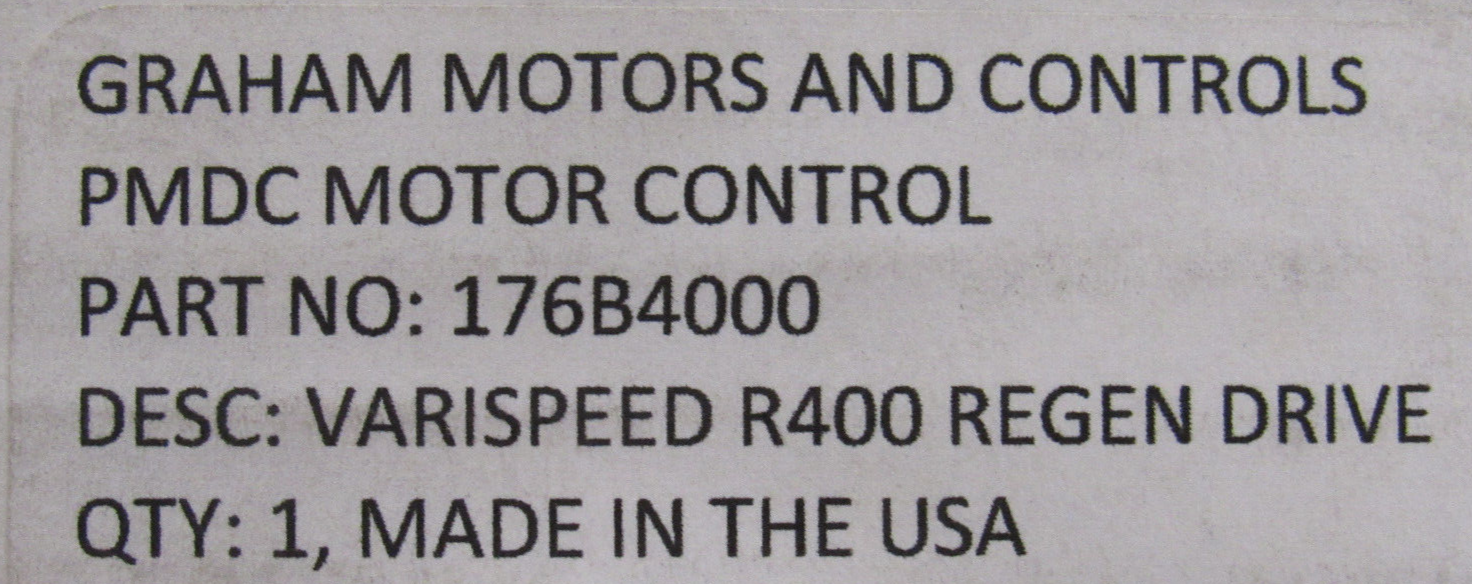 GRAHAM MOTORS AND CONTROLS
PMDC MOTOR CONTROL
PART NO: 176B4000
DESC: VARISPEED R400 REGEN DRIVE
QTY: 1, MADE IN THE USA